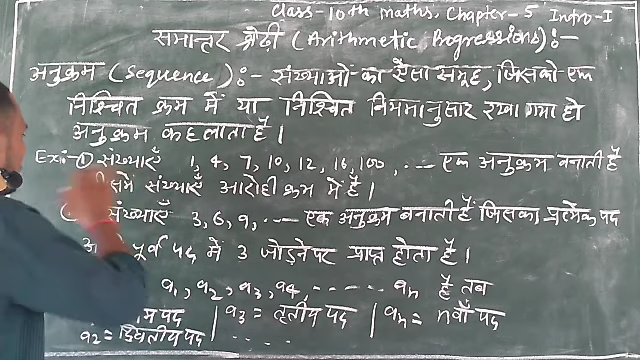 Class-10th Maths, Chapter-5 Intro-I
समान्तर श्रेढ़ी (Arithmetic Progressions):-
अनुक्रम (Sequence):- संख्याओं का ऐसा समूह, जिसको एक
निश्चित क्रम में या निश्चित नियमानुसार रखा गया हो
अनुक्रम कहलाता है।
Ex:- ① संख्याएँ 1, 4, 7, 10, 12, 16, 100, ... एक अनुक्रम बनाती है
संख्याएँ आरोही क्रम में है।
संख्याएँ 3, 6, 9, ---- एक अनुक्रम बनाती है जिसका प्रत्येक पद
पूर्व पद में 3 जोड़ने पर प्राप्त होता है।
a₁, a₂, a₃, a₄, ------ aₙ है तब
पद | a₃ = तृतीय पद | aₙ = nवाँ पद
a₂ = द्वितीय पद ....